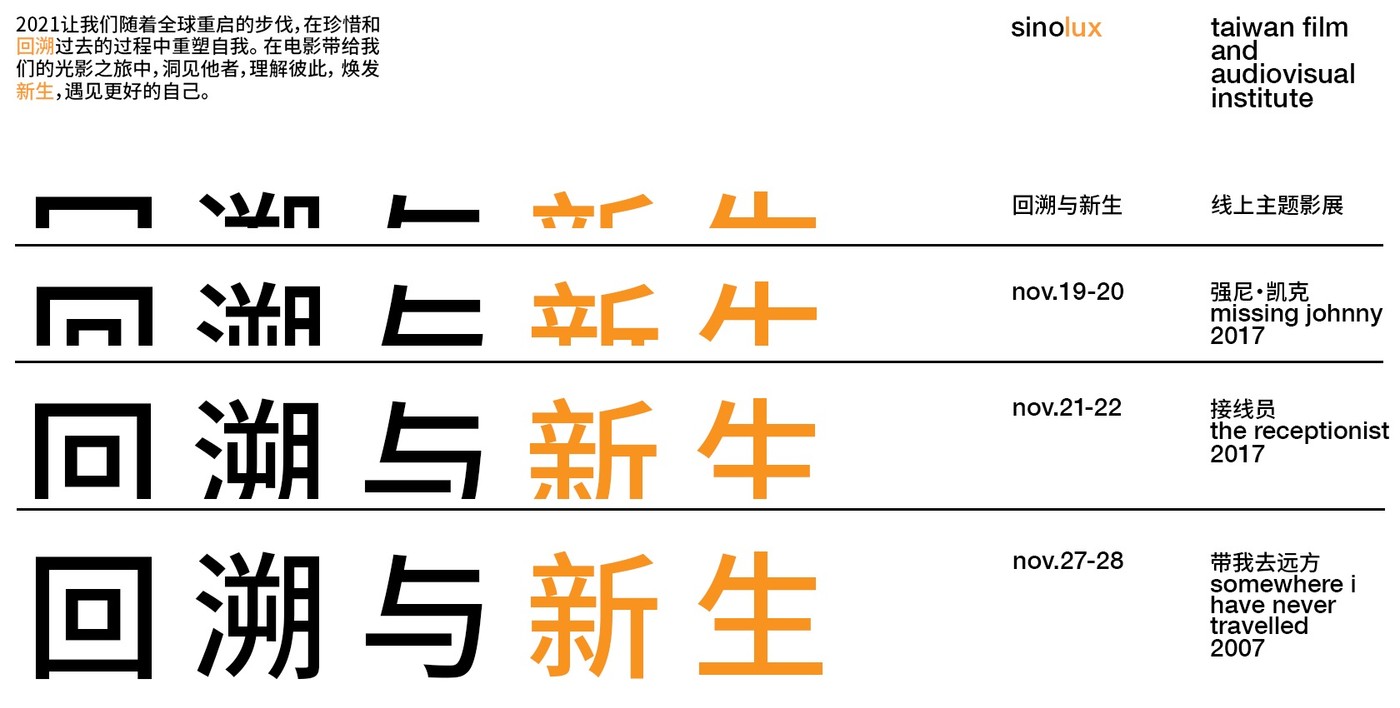 2021让我们随着全球重启的步伐，在珍惜和
回溯过去的过程中重塑自我。在电影带给我
们的光影之旅中，洞见他者，理解彼此，焕发
新生，遇见更好的自己。
sinolux
taiwan film
and
audiovisual
institute
回溯与新生
回溯与新生
线上主题影展
回溯与新生
nov.19-20
强尼·凯克
missing johnny
2017
回溯与新生
nov.21-22
接线员
the receptionist
2017
回溯与新生
nov.27-28
带我去远方
somewhere i
have never
travelled
2007